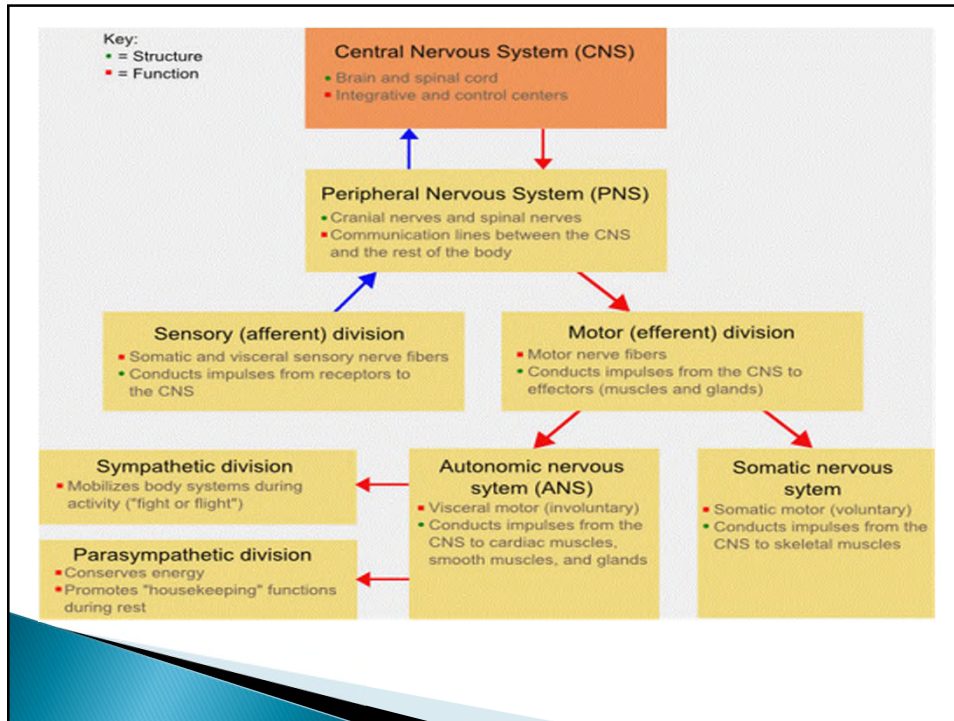 Key:
• = Structure
▪ = Function
Central Nervous System (CNS)
• Brain and spinal cord
▪ Integrative and control centers
Peripheral Nervous System (PNS)
• Cranial nerves and spinal nerves
▪ Communication lines between the CNS
and the rest of the body
Sensory (afferent) division
▪ Somatic and visceral sensory nerve fibers
• Conducts impulses from receptors to
the CNS
Motor (efferent) division
▪ Motor nerve fibers
• Conducts impulses from the CNS to
effectors (muscles and glands)
Sympathetic division
▪ Mobilizes body systems during
activity ("fight or flight")
Parasympathetic division
▪ Conserves energy
▪ Promotes "housekeeping" functions
during rest
Autonomic nervous
sytem (ANS)
▪ Visceral motor (involuntary)
• Conducts impulses from the
CNS to cardiac muscles,
smooth muscles, and glands
Somatic nervous
sytem
▪ Somatic motor (voluntary)
• Conducts impulses from the
CNS to skeletal muscles